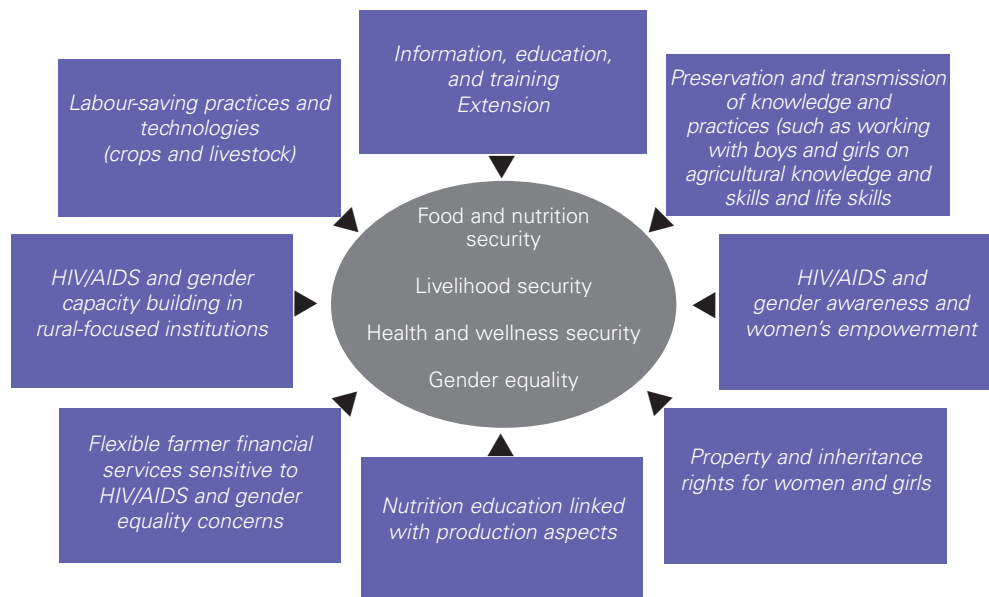 Information, education,
and training
Extension
Labour-saving practices and
technologies
(crops and livestock)
Preservation and transmission
of knowledge and
practices (such as working
with boys and girls on
agricultural knowledge and
skills and life skills
Food and nutrition
security
Livelihood security
Health and wellness security
Gender equality
HIV/AIDS and gender
capacity building in
rural-focused institutions
HIV/AIDS and
gender awareness and
women's empowerment
Flexible farmer financial
services sensitive to
HIV/AIDS and gender
equality concerns
Nutrition education linked
with production aspects
Property and inheritance
rights for women and girls